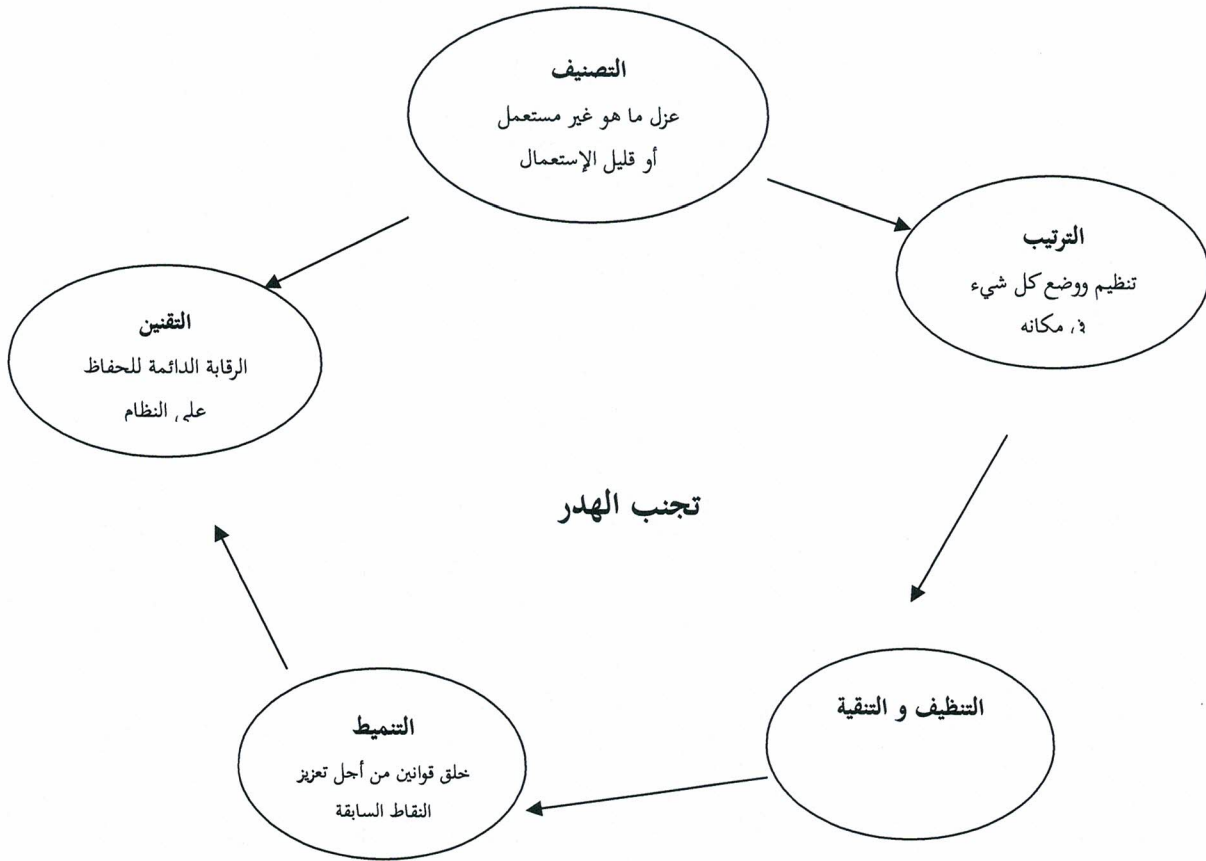 التصنيف
عزل ما هو غير مستعمل
أو قليل الإستعمال
الترتيب
تنظيم ووضع كل شيء
في مكانه
التقنين
الرقابة الدائمة للحفاظ
على النظام
تجنب الهدر
التنظيف و التنقية
التنميط
خلق قوانين من أجل تعزيز
النقاط السابقة